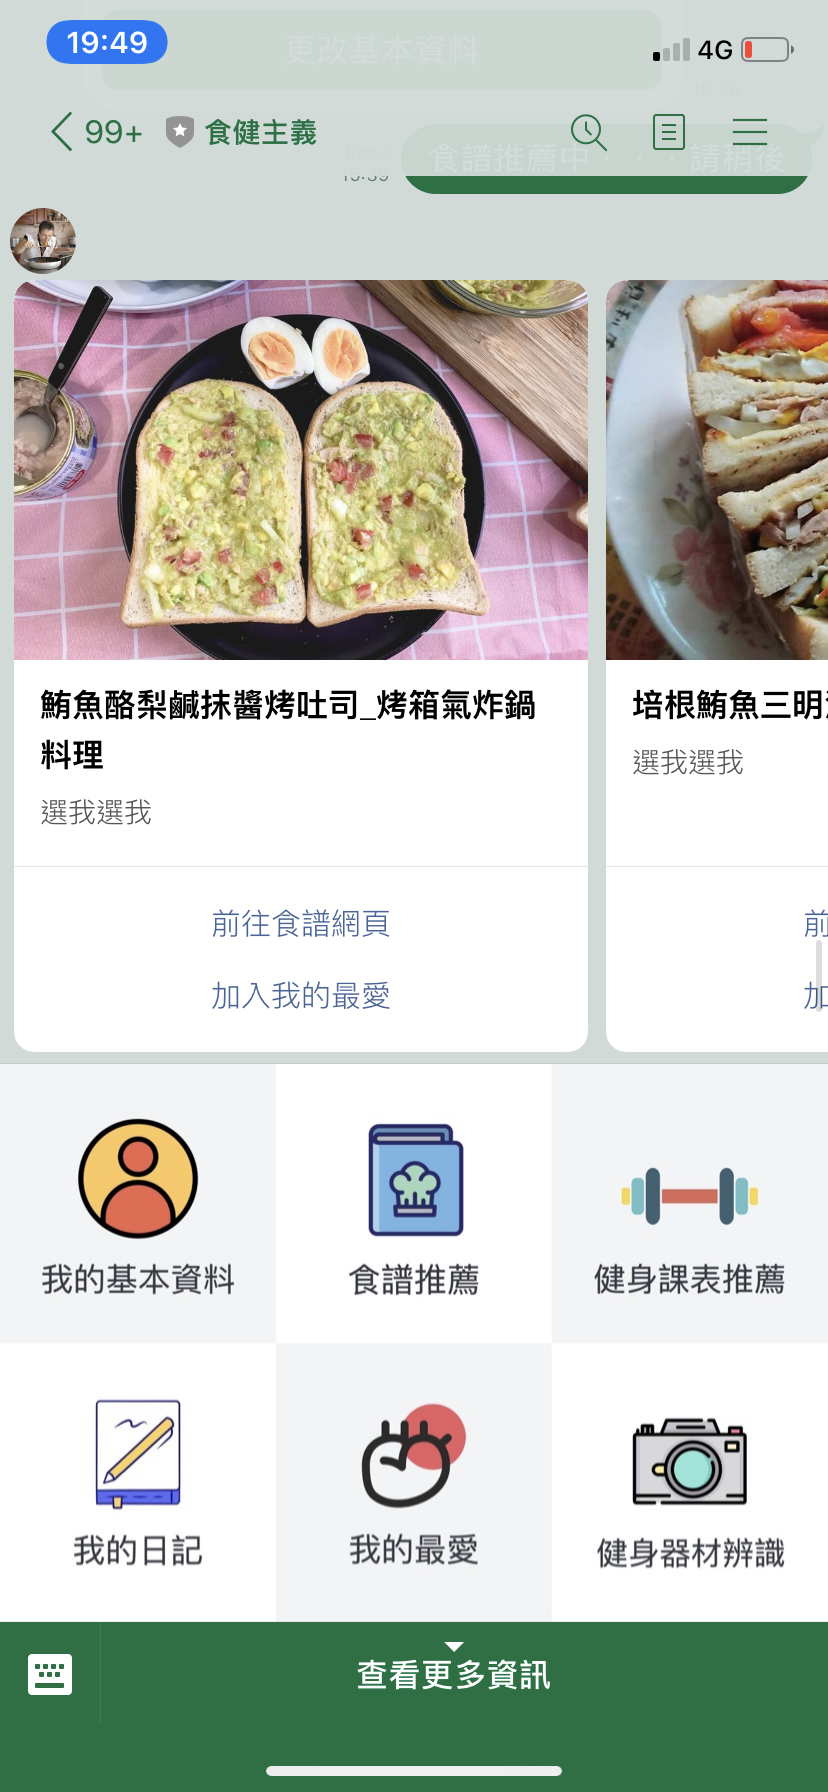 19:49
更改基本資料
4G
99+
食健主義
Read
食譜推薦中・・・請稍後
鮪魚酪梨鹹抹醬烤吐司_烤箱氣炸鍋
料理
選我選我
前往食譜網頁
加入我的最愛
培根鮪魚三明
選我選我
前
加
我的基本資料
食譜推薦
健身課表推薦
我的日記
我的最愛
健身器材辨識
查看更多資訊